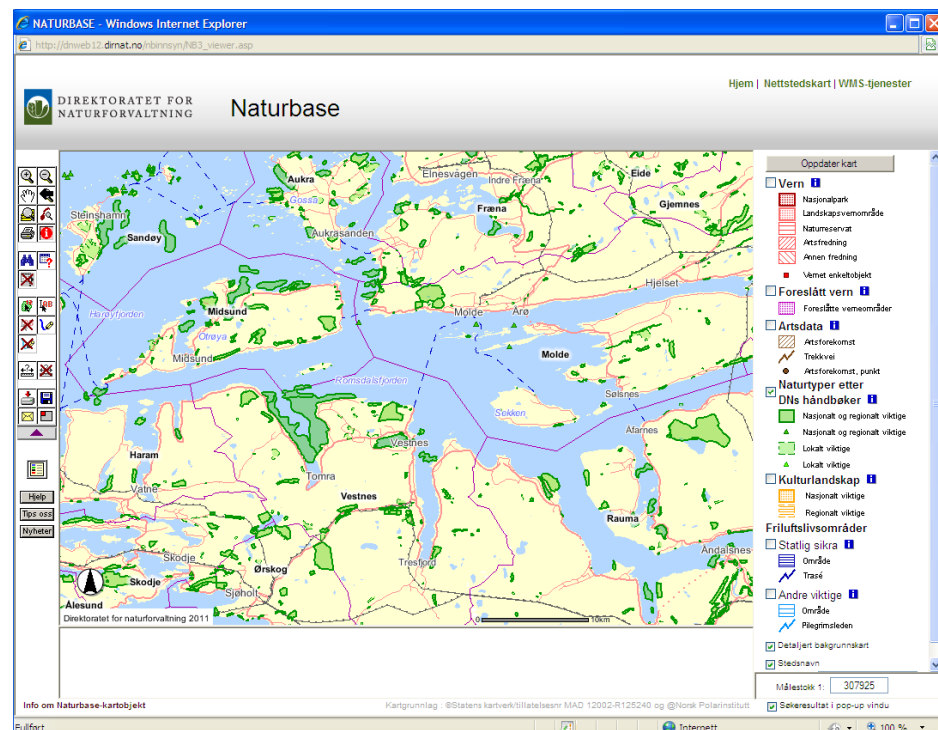 NATURBASE - Windows Internet Explorer
http://dnweb12.dirnat.no/nbinnsyn/NB3_viewer.asp
Hjem | Nettstedskart | WMS-tjenester
DIREKTORATET FOR
NATURFORVALTNING
Naturbase
Oppdater kart
Vern
Nasjonalpark
Landskapsvernområde
Naturreservat
Artsfredning
Annen fredning
Vernet enkeltobjekt
Foreslått vern
Foreslåtte verneområder
Artsdata
Artsforekomst
Trekkvei
Artsforekomst, punkt
Naturtyper etter
DNs håndbøker
Nasjonalt og regionalt viktige
Nasjonalt og regionalt viktige
Lokalt viktige
Lokalt viktige
Kulturlandskap
Nasjonalt viktige
Regionalt viktige
Friluftslivsområder
Statlig sikra
Område
Trasé
Andre viktige
Område
Pilegrimsleden
Detaljert bakgrunnskart
Stedsnavn
Målestokk 1: 307925
Søkeresultat i pop-up vindu
Elnesvågen
Indre Fræna
Eide
Aukra
Gossa
Gjemnes
Steinshamn
Fræna
Sandøy
Aukrasanden
Hjelset
Harøyfjorden
Midsund
Molde
Årø
Otrøya
Midsund
Molde
Romsdalsfjorden
Sølsnes
Sekken
Vestnes
Åfarnes
Haram
Tomra
Vatne
Vestnes
Rauma
Skodje
Ørskog
Tresfjord
Åndalsnes
Skodje
Sjøholt
Ålesund
Direktoratet for naturforvaltning 2011
0
10km
Hjelp
Tips oss
Nyheter
Info om Naturbase-kartobjekt
Kartgrunnlag : ©Statens kartverk/tillatelsesnr MAD 12002-R125240 og @Norsk Polarinstitutt
Fullført
Internett
100 %